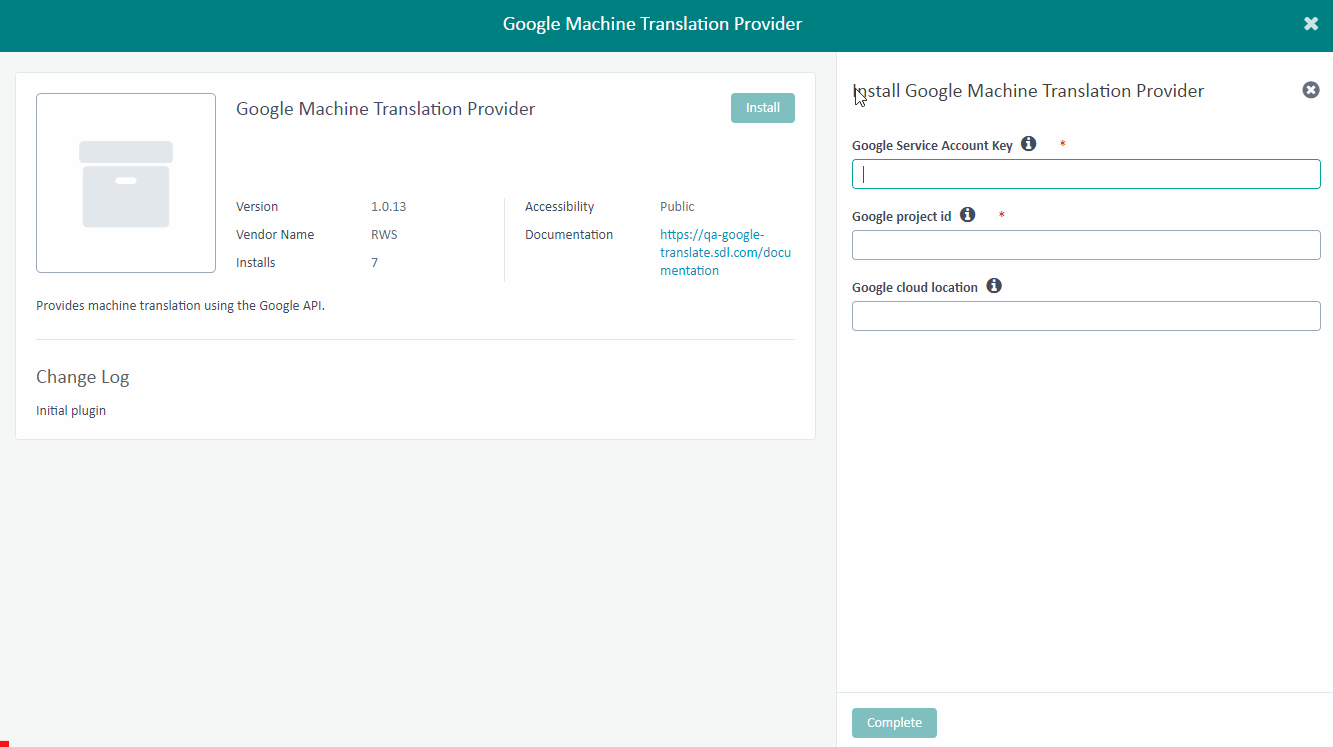 Google Machine Translation Provider
Google Machine Translation Provider
Install
Version 1.0.13
Vendor Name RWS
Installs 7
Accessibility Public
Documentation https://qa-google-
translate.sdl.com/docu
mentation
Provides machine translation using the Google API.
Change Log
Initial plugin
Install Google Machine Translation Provider
Google Service Account Key *
Google project id *
Google cloud location
Complete